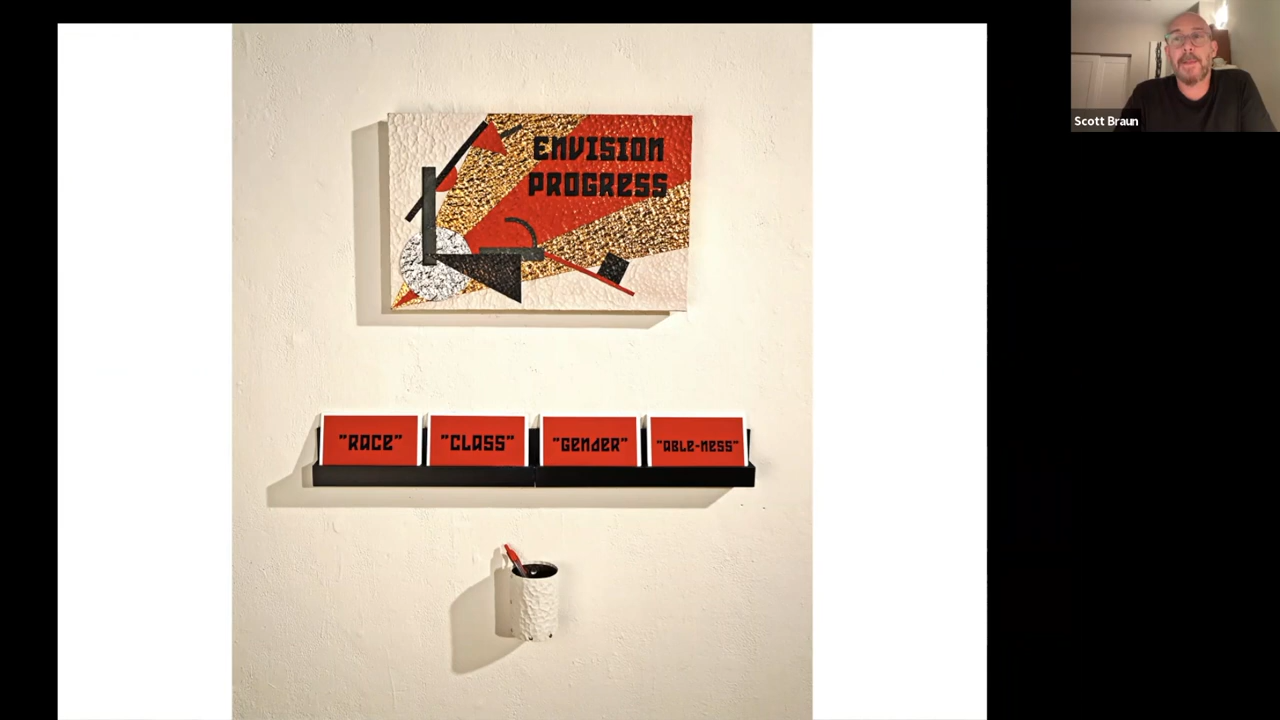 ENVISION
PROGRESS
"RACE"
"CLASS"
"GENDER"
"ABLE-NESS"
Scott Braun